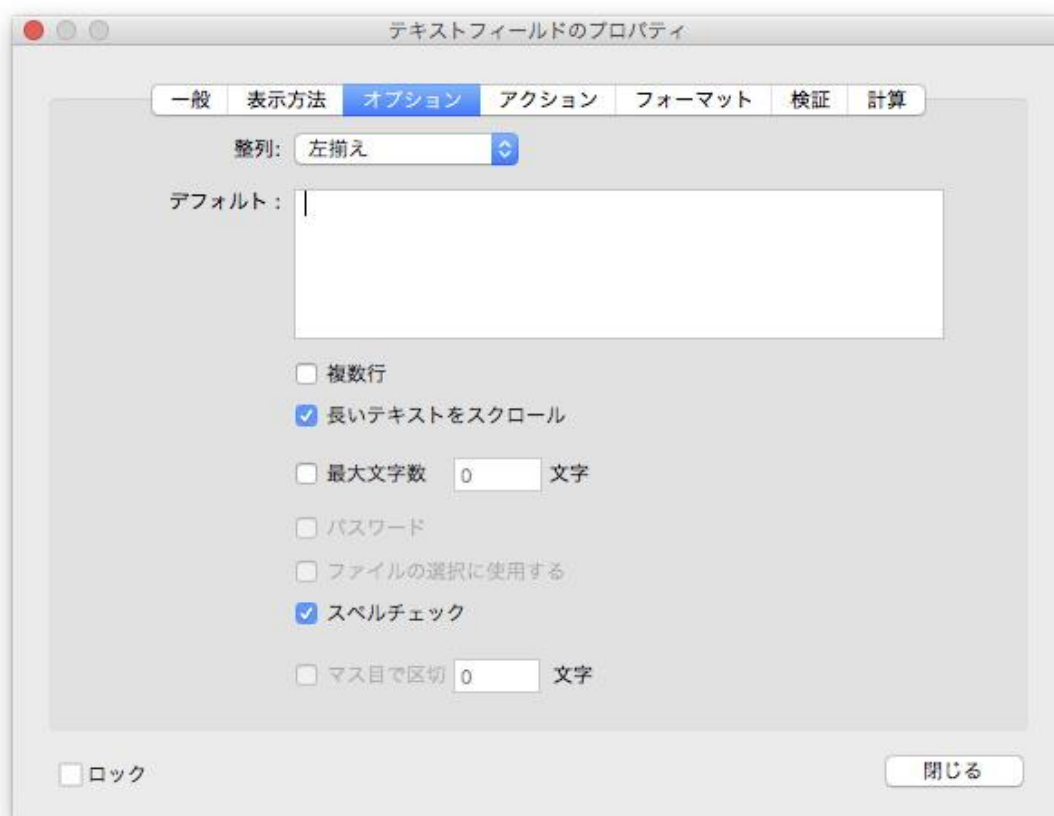 テキストフィールドのプロパティ
一般 表示方法 オプション アクション フォーマット 検証 計算
整列: 左揃え
デフォルト：
複数行
長いテキストをスクロール
最大文字数 0 文字
パスワード
ファイルの選択に使用する
スペルチェック
マス目で区切 0 文字
ロック 閉じる